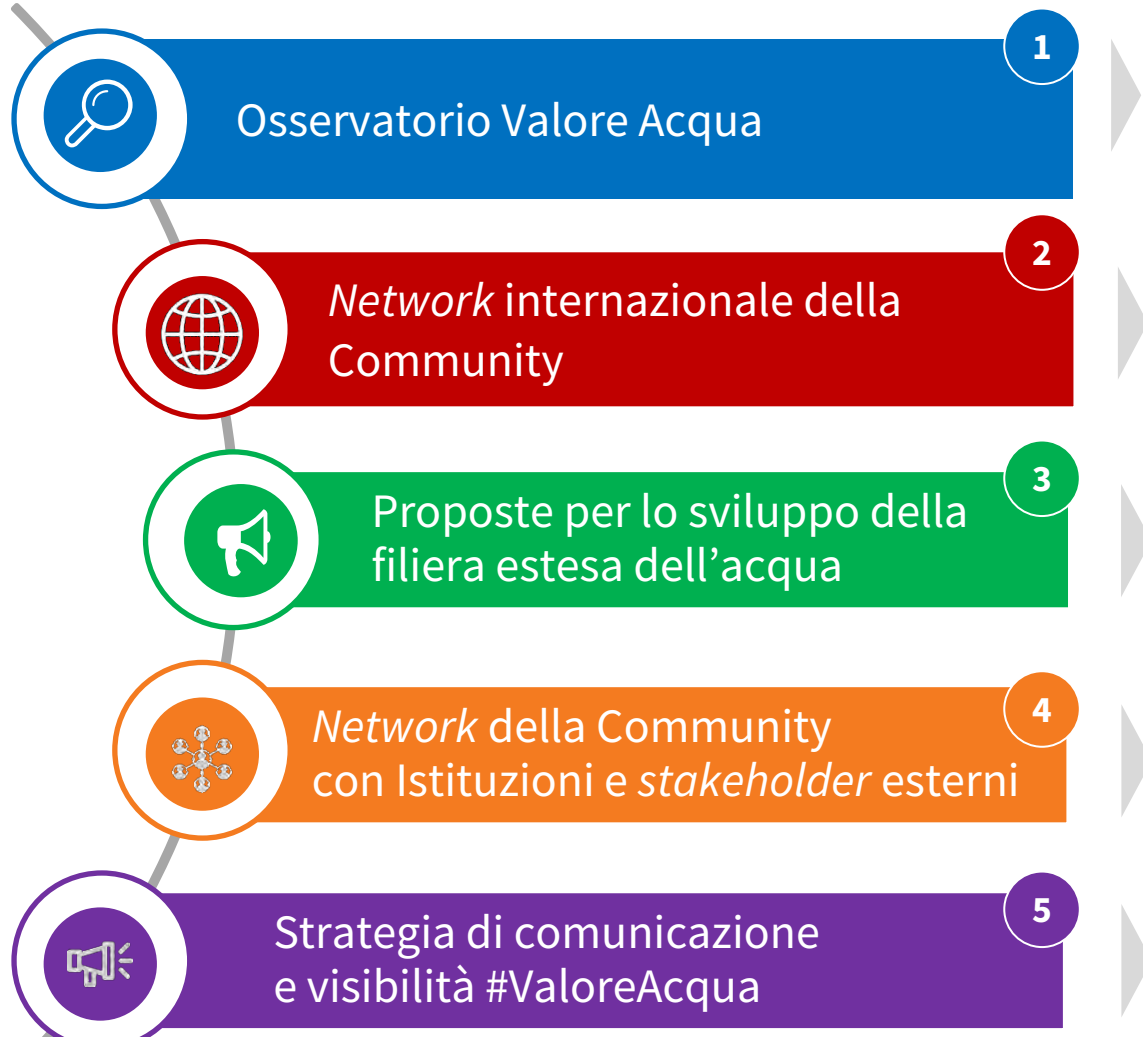 1
Osservatorio Valore Acqua
2
Network internazionale della
Community
3
Proposte per lo sviluppo della
filiera estesa dell’acqua
4
Network della Community
con Istituzioni e stakeholder esterni
5
Strategia di comunicazione
e visibilità #ValoreAcqua